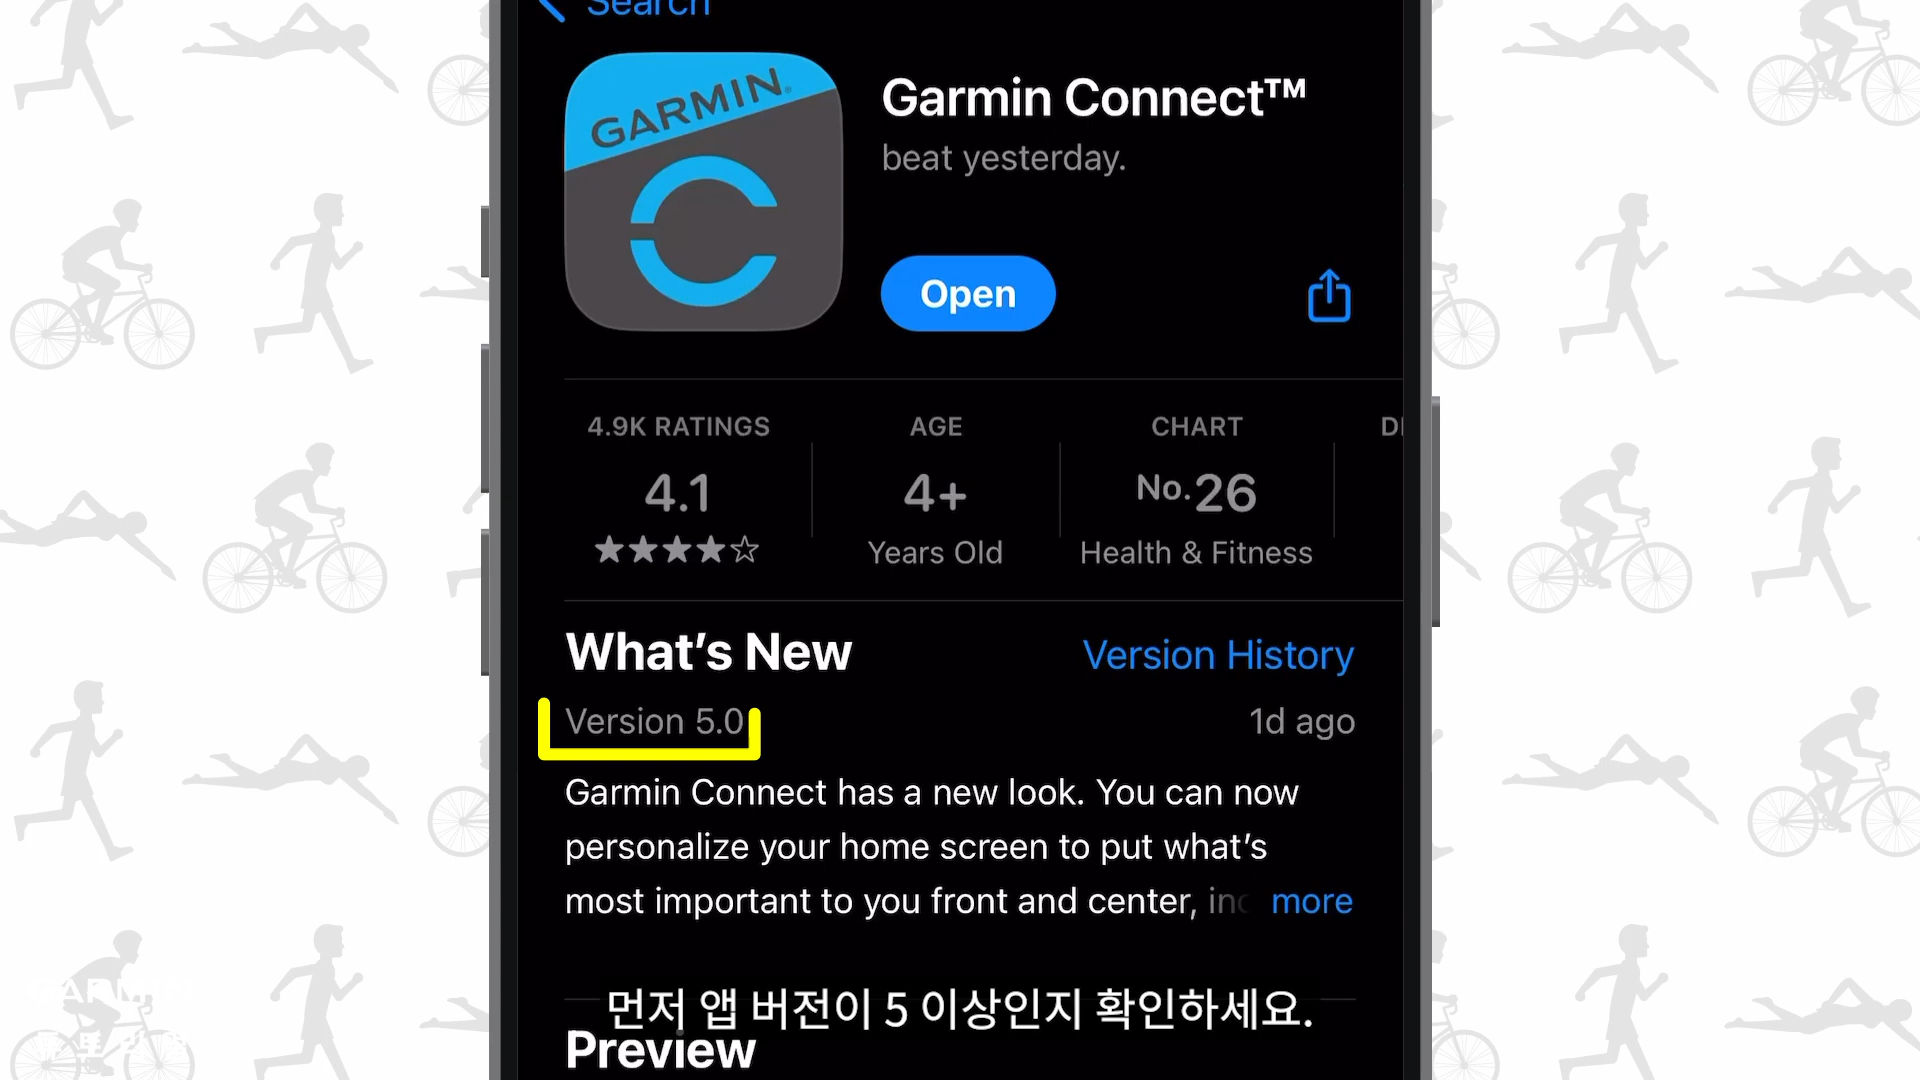 Search
GARMIN
Garmin Connect™
beat yesterday.
Open
4.9K RATINGS
4.1
AGE
4+
Years Old
CHART
No.26
Health & Fitness
What's New
Version History
Version 5.0
1d ago
Garmin Connect has a new look. You can now
personalize your home screen to put what's
most important to you front and center,
more
먼저 앱 버전이 5 이상인지 확인하세요.
Preview
GARMIN